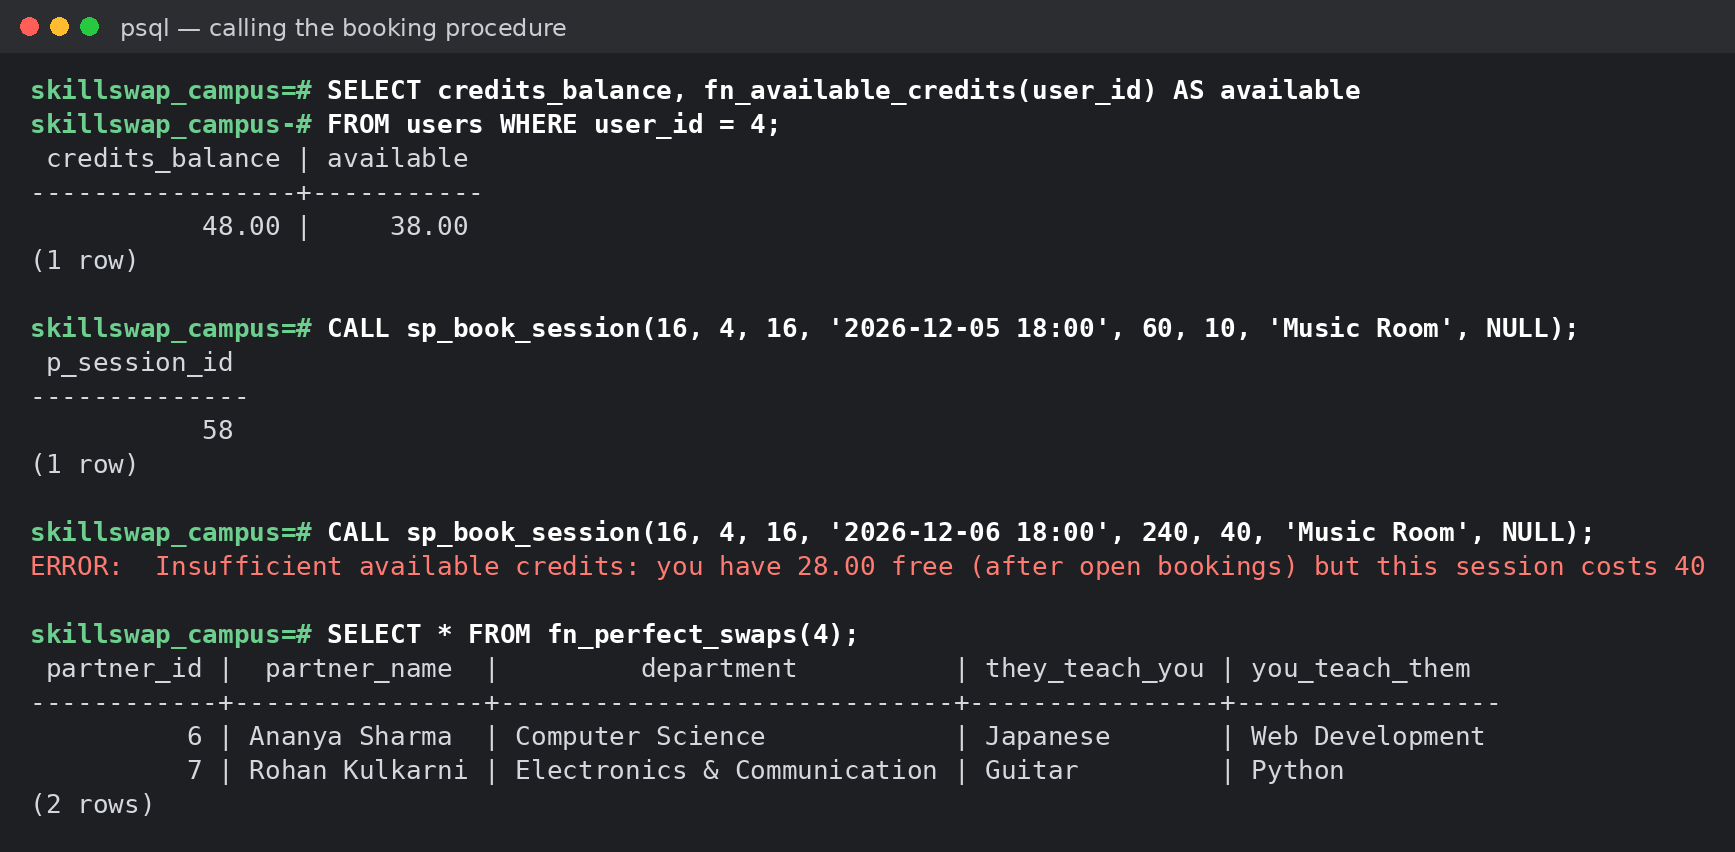 psql — calling the booking procedure
skillswap_campus=# SELECT credits_balance, fn_available_credits(user_id) AS available
skillswap_campus-# FROM users WHERE user_id = 4;
 credits_balance | available
-----------------+-----------
           48.00 |     38.00
(1 row)

skillswap_campus=# CALL sp_book_session(16, 4, 16, '2026-12-05 18:00', 60, 10, 'Music Room', NULL);
 p_session_id
--------------
           58
(1 row)

skillswap_campus=# CALL sp_book_session(16, 4, 16, '2026-12-06 18:00', 240, 40, 'Music Room', NULL);
ERROR:  Insufficient available credits: you have 28.00 free (after open bookings) but this session costs 40

skillswap_campus=# SELECT * FROM fn_perfect_swaps(4);
 partner_id |  partner_name  |         department          | they_teach_you | you_teach_them
------------+----------------+-----------------------------+----------------+-----------------
          6 | Ananya Sharma  | Computer Science            | Japanese       | Web Development
          7 | Rohan Kulkarni | Electronics & Communication | Guitar         | Python
(2 rows)